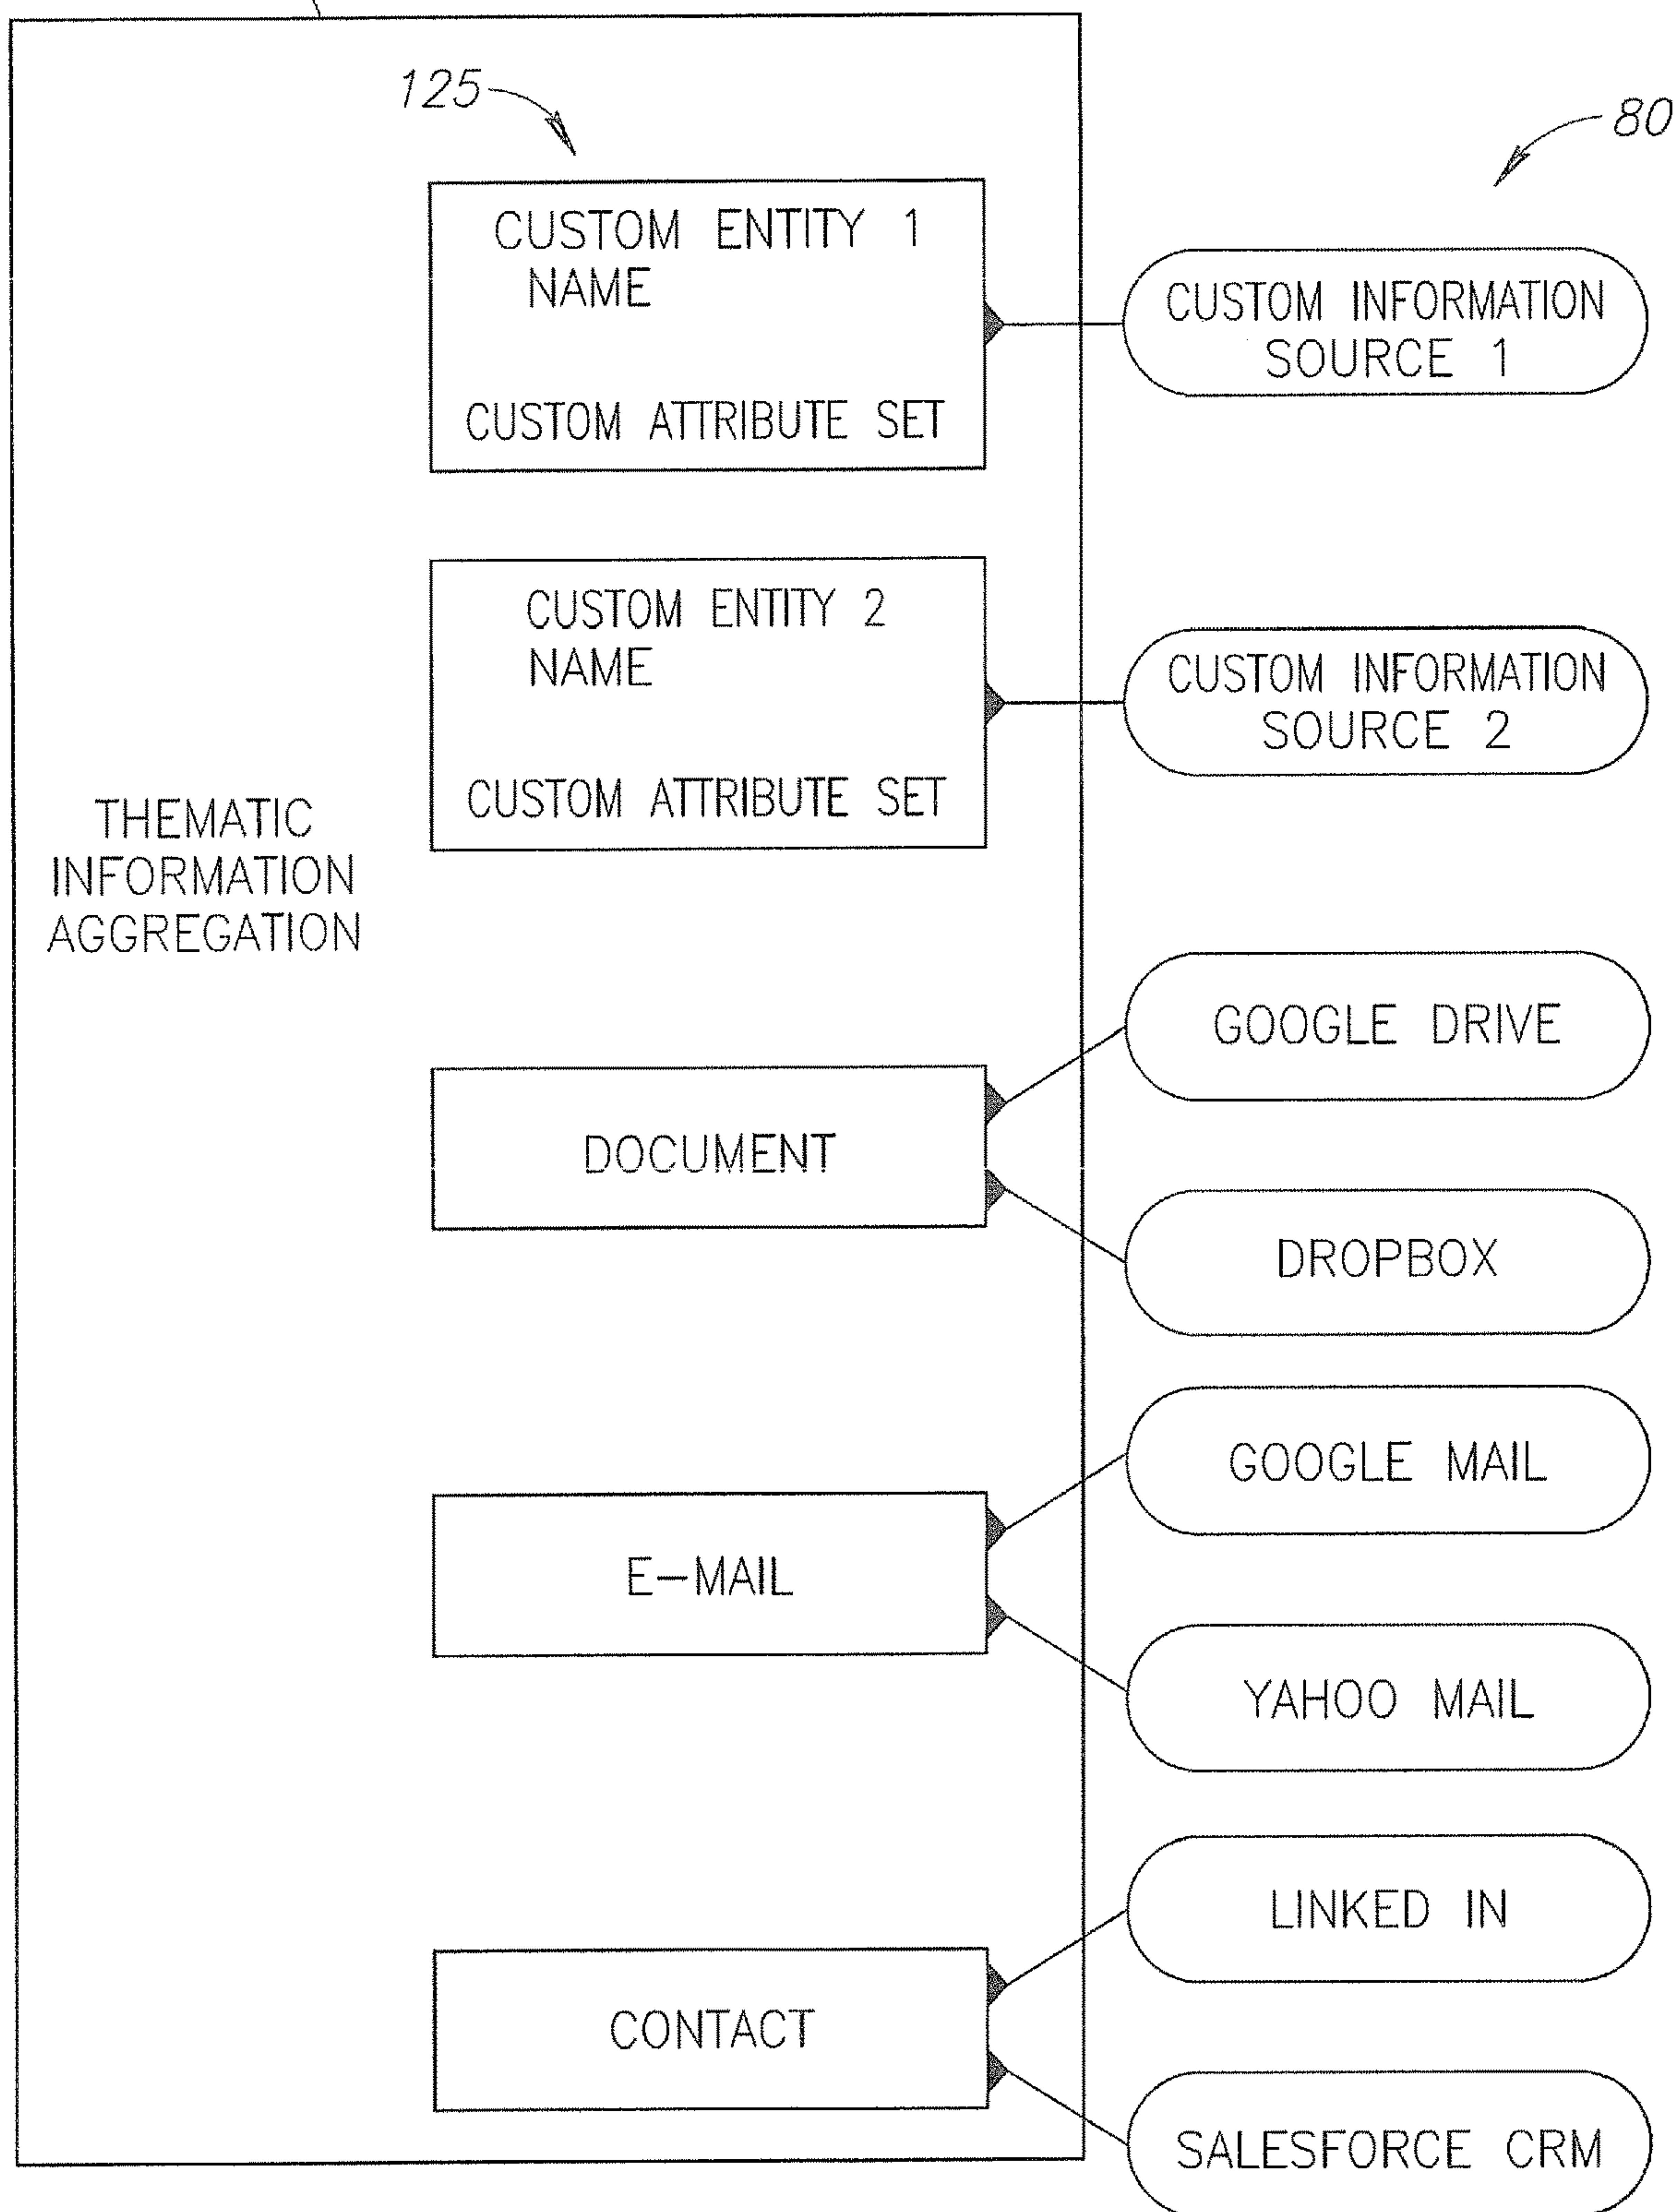 125
80
CUSTOM ENTITY 1
NAME
CUSTOM ATTRIBUTE SET
CUSTOM INFORMATION
SOURCE 1
CUSTOM ENTITY 2
NAME
CUSTOM ATTRIBUTE SET
CUSTOM INFORMATION
SOURCE 2
THEMATIC
INFORMATION
AGGREGATION
GOOGLE DRIVE
DOCUMENT
DROPBOX
GOOGLE MAIL
E-MAIL
YAHOO MAIL
LINKED IN
CONTACT
SALESFORCE CRM